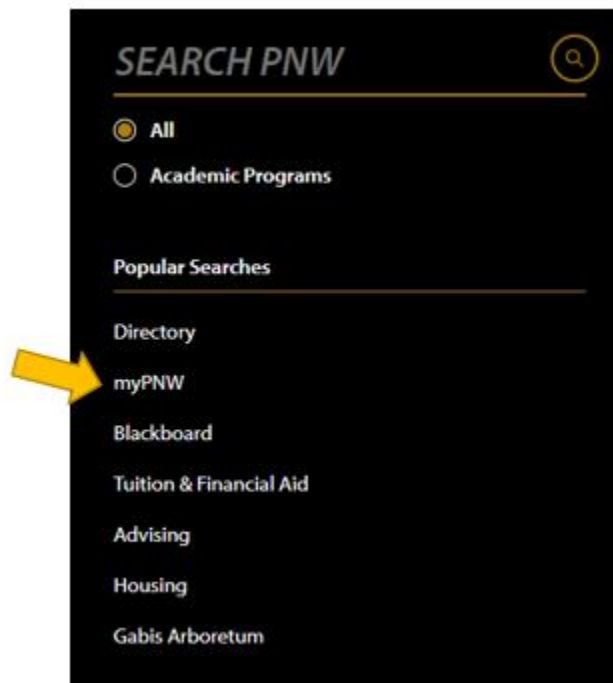 SEARCH PNW
All
Academic Programs
Popular Searches
Directory
myPNW
Blackboard
Tuition & Financial Aid
Advising
Housing
Gabis Arboretum